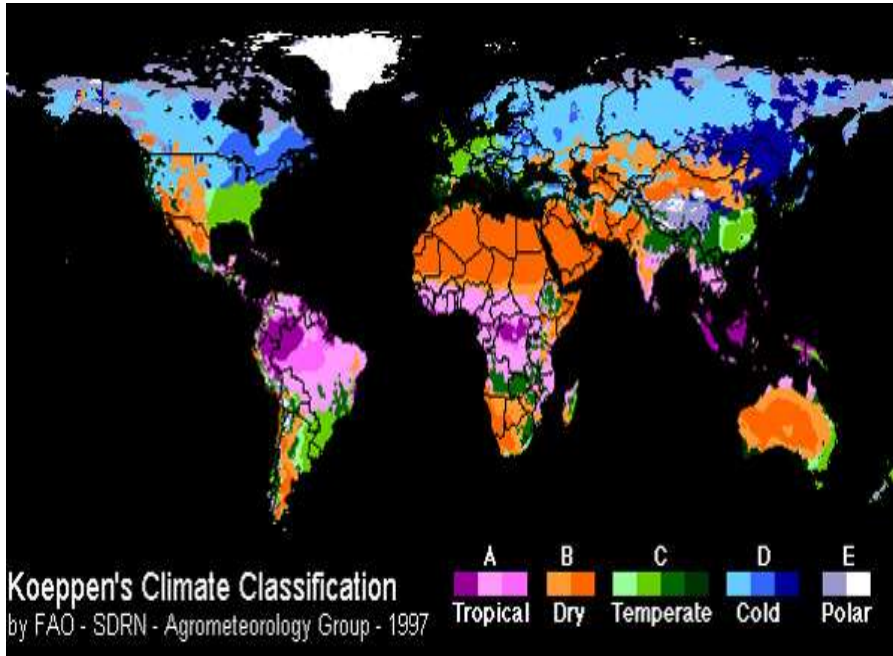 A B C D E
Tropical Dry Temperate Cold Polar
Koeppen's Climate Classification
by FAO - SDRN - Agrometeorology Group - 1997